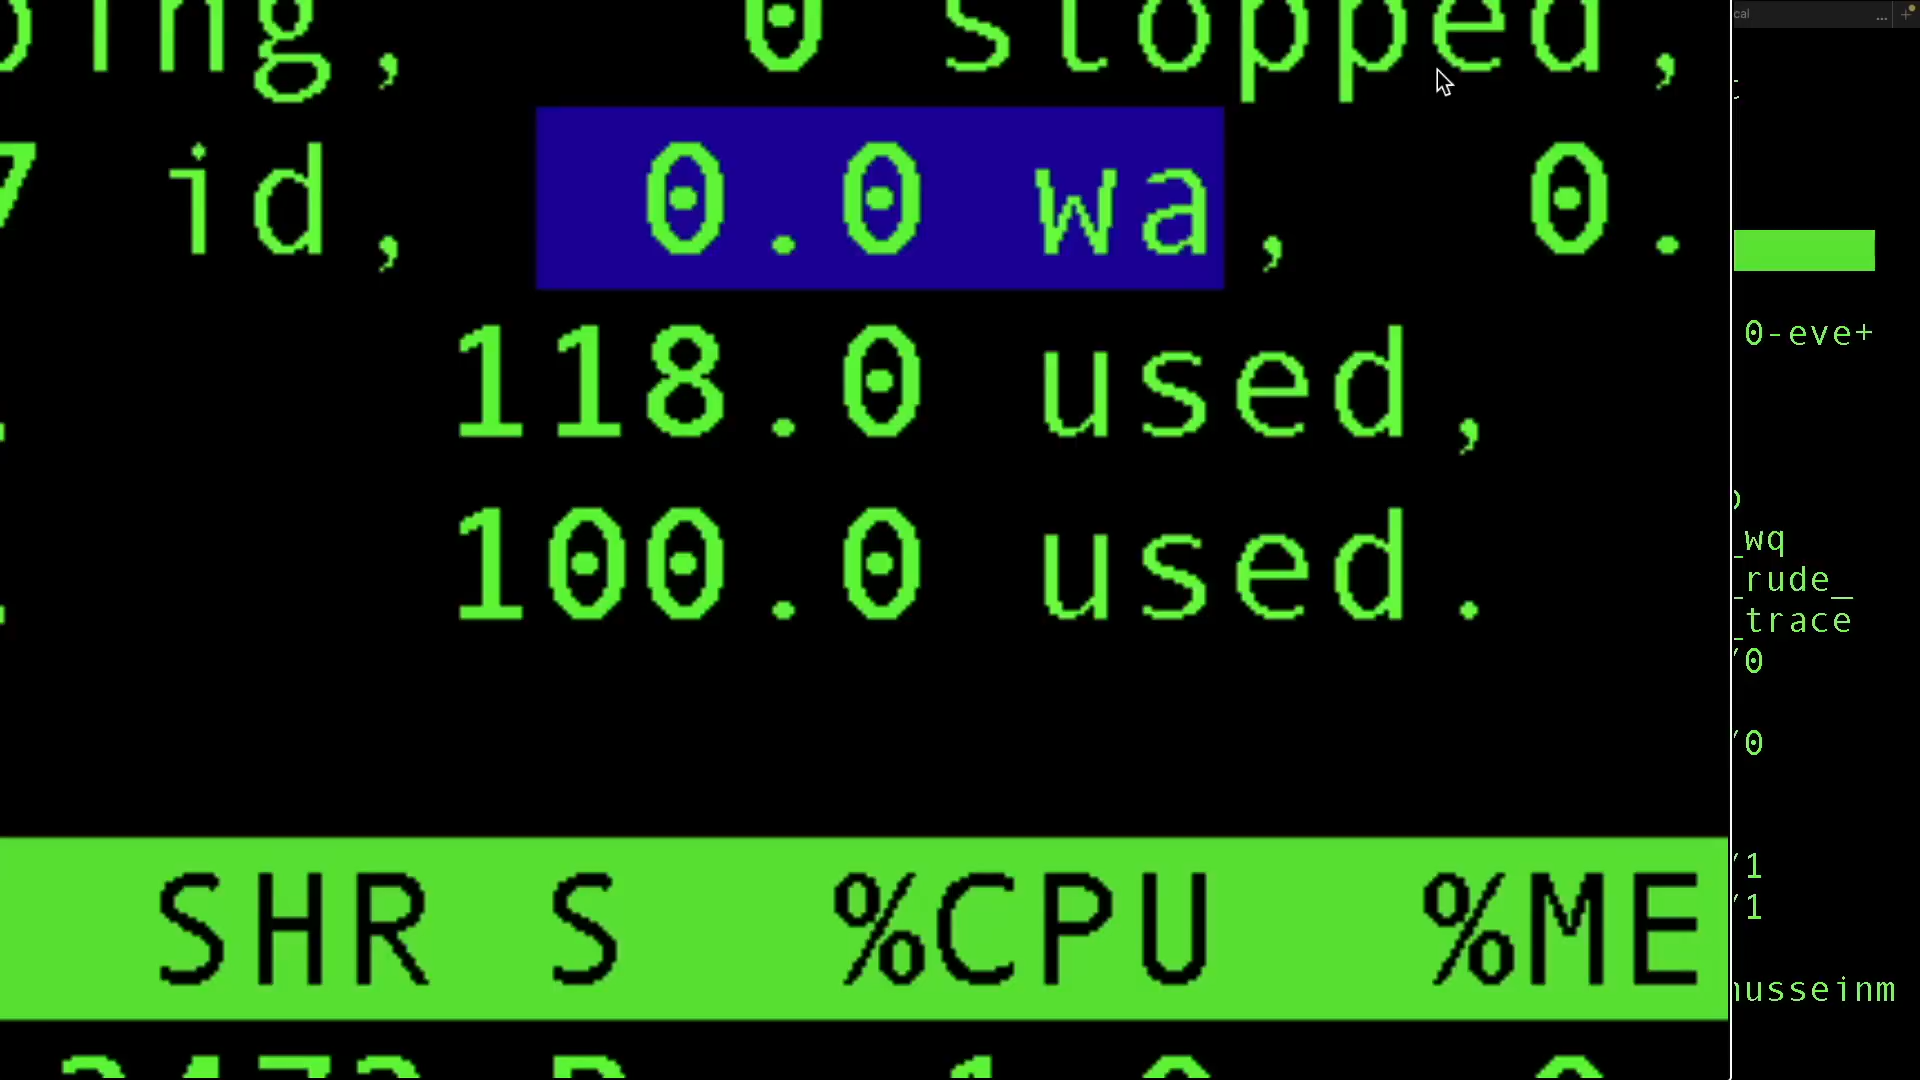 0 stopped,
7 id, 0.0 wa, 0.
118.0 used,
100.0 used.
SHR S %CPU %ME
0-eve+
_wq
_rude_
_trace
/0
/0
/1
/1
usseinm